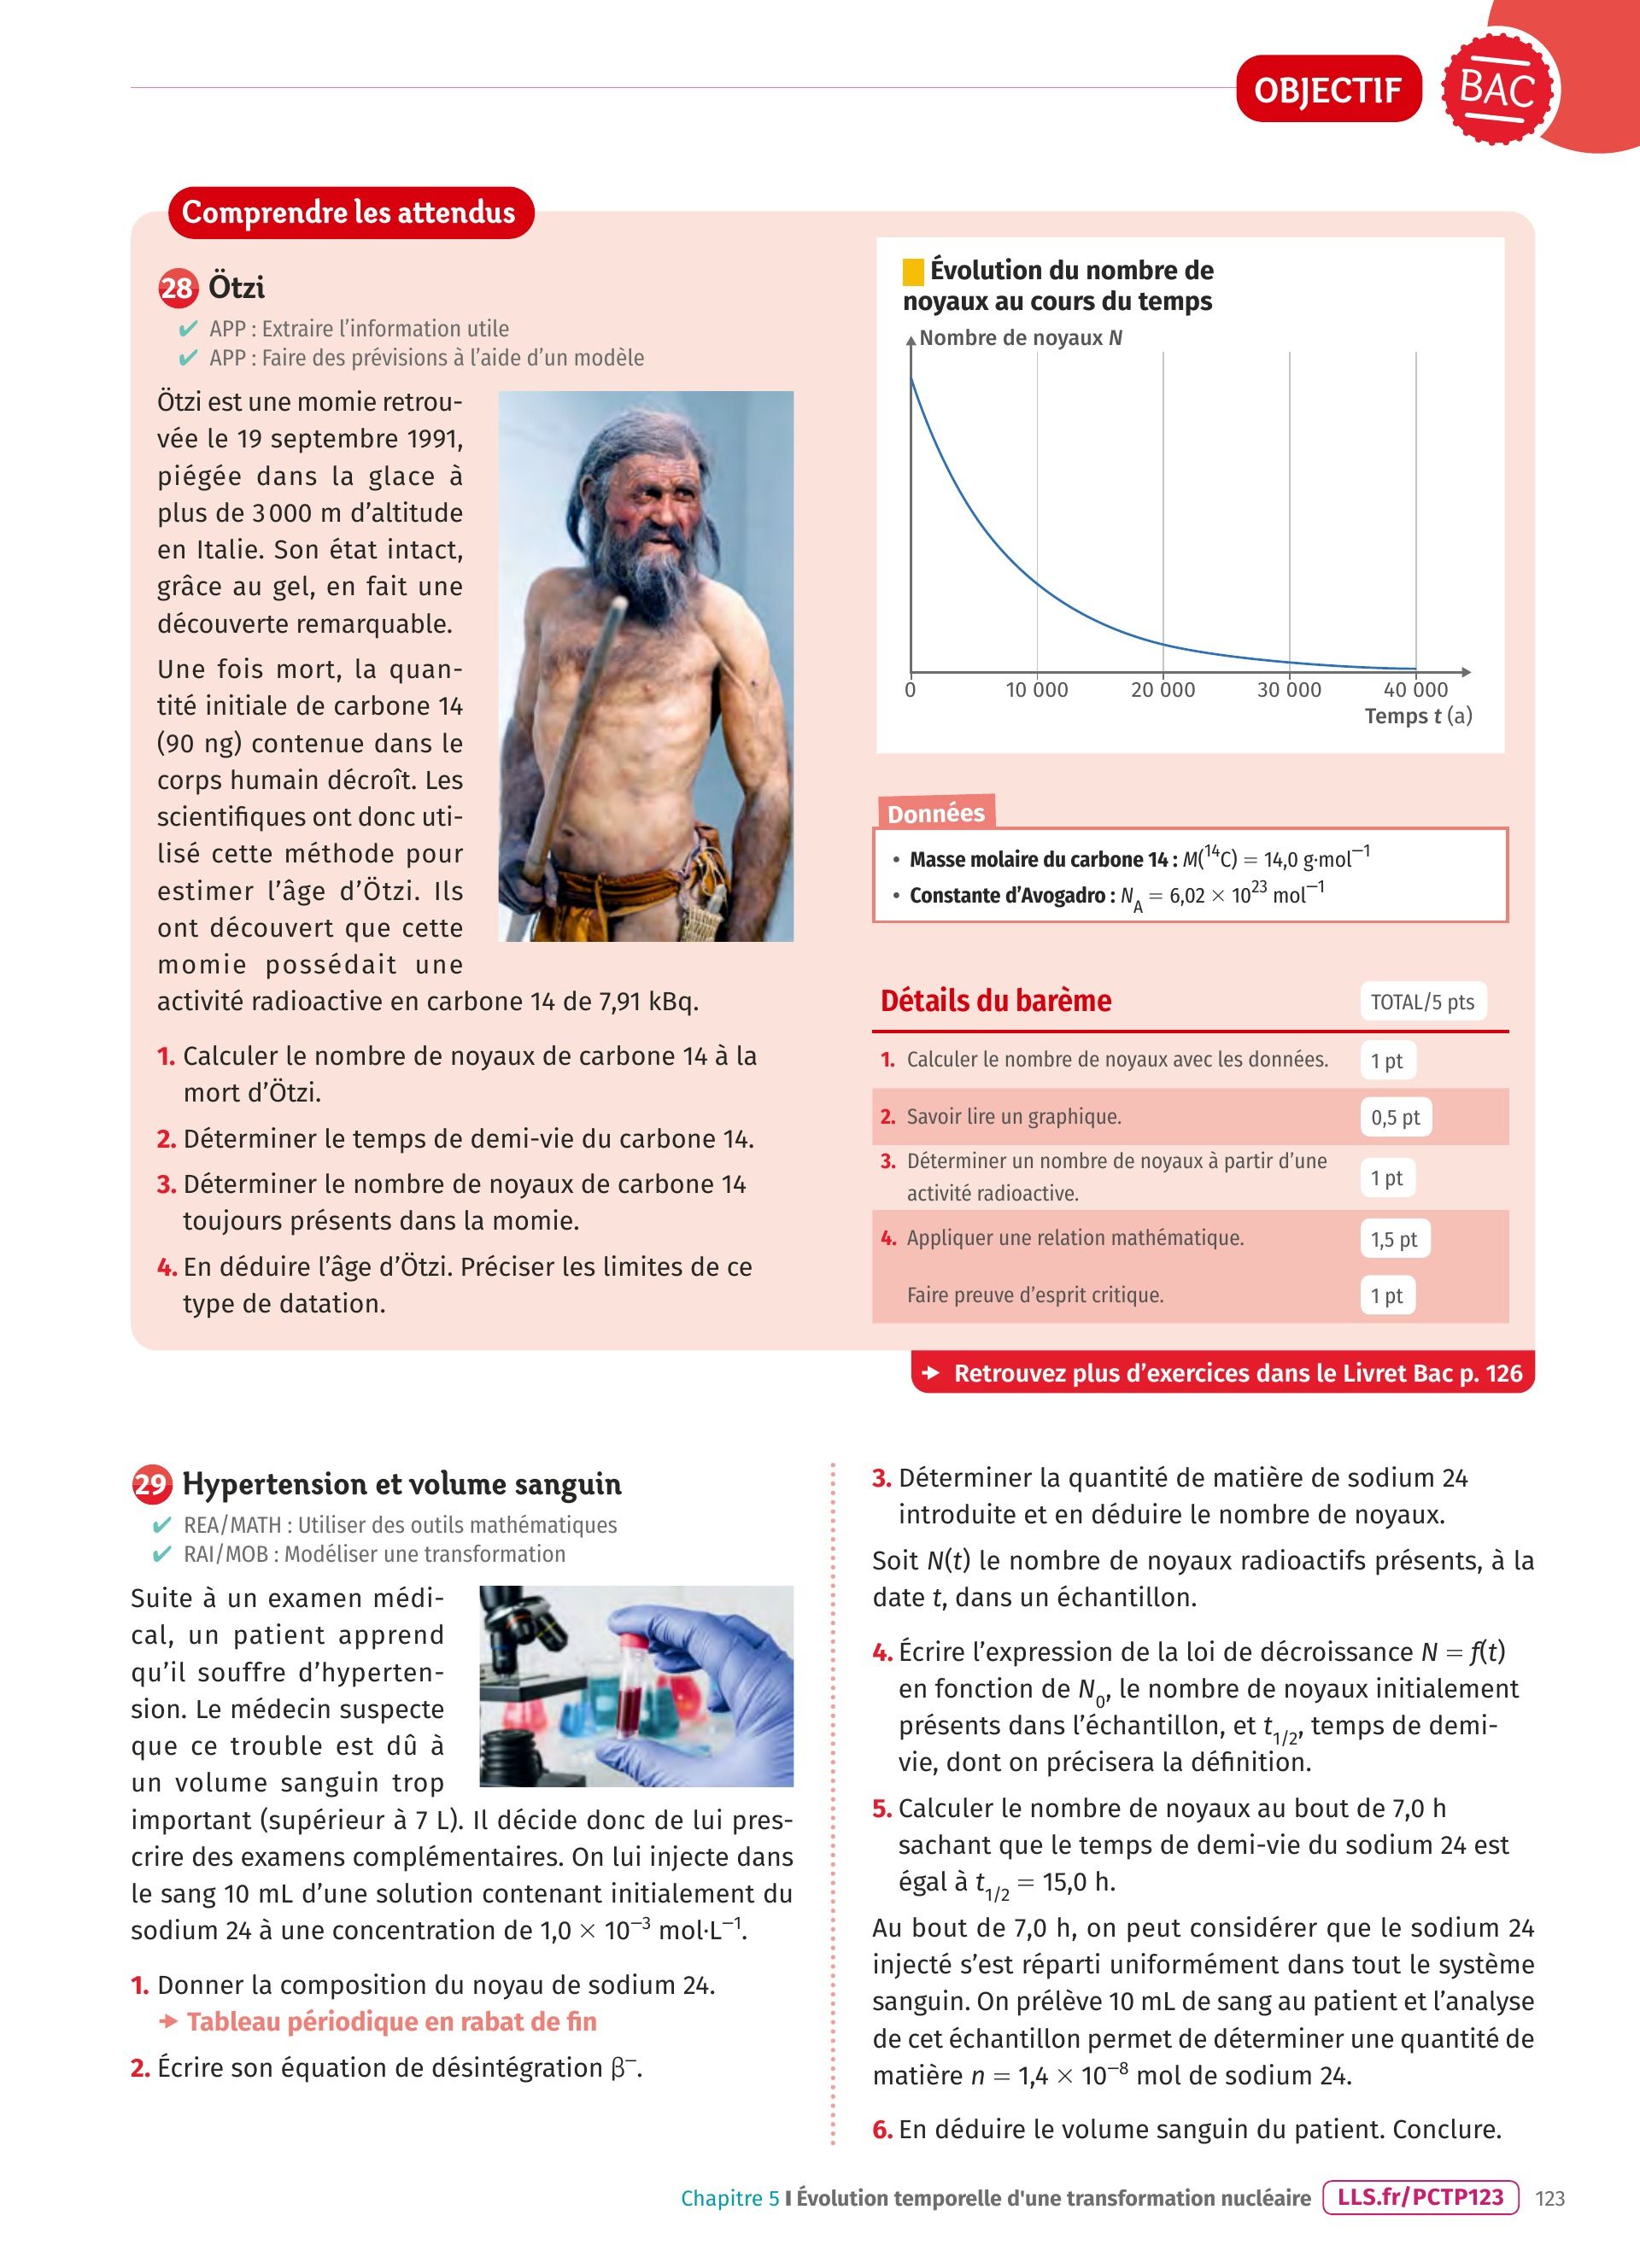 OBJECTIF
BAC
Comprendre les attendus
28 Ötzi
✔ APP : Extraire l’information utile
✔ APP : Faire des prévisions à l’aide d’un modèle
Ötzi est une momie retrou-
vée le 19 septembre 1991,
piégée dans la glace à
plus de 3 000 m d’altitude
en Italie. Son état intact,
grâce au gel, en fait une
découverte remarquable.
Une fois mort, la quan-
tité initiale de carbone 14
(90 ng) contenue dans le
corps humain décroît. Les
scientifiques ont donc uti-
lisé cette méthode pour
estimer l’âge d’Ötzi. Ils
ont découvert que cette
momie possédait une
activité radioactive en carbone 14 de 7,91 kBq.
1. Calculer le nombre de noyaux de carbone 14 à la
mort d’Ötzi.
2. Déterminer le temps de demi-vie du carbone 14.
3. Déterminer le nombre de noyaux de carbone 14
toujours présents dans la momie.
4. En déduire l’âge d’Ötzi. Préciser les limites de ce
type de datation.
Évolution du nombre de
noyaux au cours du temps
Nombre de noyaux N
0 10 000 20 000 30 000 40 000
Temps t (a)
Données
• Masse molaire du carbone 14 : M(¹⁴C) = 14,0 g·mol⁻¹
• Constante d’Avogadro : N_A = 6,02 × 10²³ mol⁻¹
Détails du barème TOTAL/5 pts
1. Calculer le nombre de noyaux avec les données. 1 pt
2. Savoir lire un graphique. 0,5 pt
3. Déterminer un nombre de noyaux à partir d’une
activité radioactive. 1 pt
4. Appliquer une relation mathématique. 1,5 pt
Faire preuve d’esprit critique. 1 pt
➜ Retrouvez plus d’exercices dans le Livret Bac p. 126
29 Hypertension et volume sanguin
✔ REA/MATH : Utiliser des outils mathématiques
✔ RAI/MOB : Modéliser une transformation
Suite à un examen médi-
cal, un patient apprend
qu’il souffre d’hyperten-
sion. Le médecin suspecte
que ce trouble est dû à
un volume sanguin trop
important (supérieur à 7 L). Il décide donc de lui pres-
crire des examens complémentaires. On lui injecte dans
le sang 10 mL d’une solution contenant initialement du
sodium 24 à une concentration de 1,0 × 10⁻³ mol·L⁻¹.
1. Donner la composition du noyau de sodium 24.
➜ Tableau périodique en rabat de fin
2. Écrire son équation de désintégration β⁻.
3. Déterminer la quantité de matière de sodium 24
introduite et en déduire le nombre de noyaux.
Soit N(t) le nombre de noyaux radioactifs présents, à la
date t, dans un échantillon.
4. Écrire l’expression de la loi de décroissance N = f(t)
en fonction de N₀, le nombre de noyaux initialement
présents dans l’échantillon, et t₁/₂, temps de demi-
vie, dont on précisera la définition.
5. Calculer le nombre de noyaux au bout de 7,0 h
sachant que le temps de demi-vie du sodium 24 est
égal à t₁/₂ = 15,0 h.
Au bout de 7,0 h, on peut considérer que le sodium 24
injecté s’est réparti uniformément dans tout le système
sanguin. On prélève 10 mL de sang au patient et l’analyse
de cet échantillon permet de déterminer une quantité de
matière n = 1,4 × 10⁻⁸ mol de sodium 24.
6. En déduire le volume sanguin du patient. Conclure.
Chapitre 5 I Évolution temporelle d'une transformation nucléaire LLS.fr/PCTP123 123